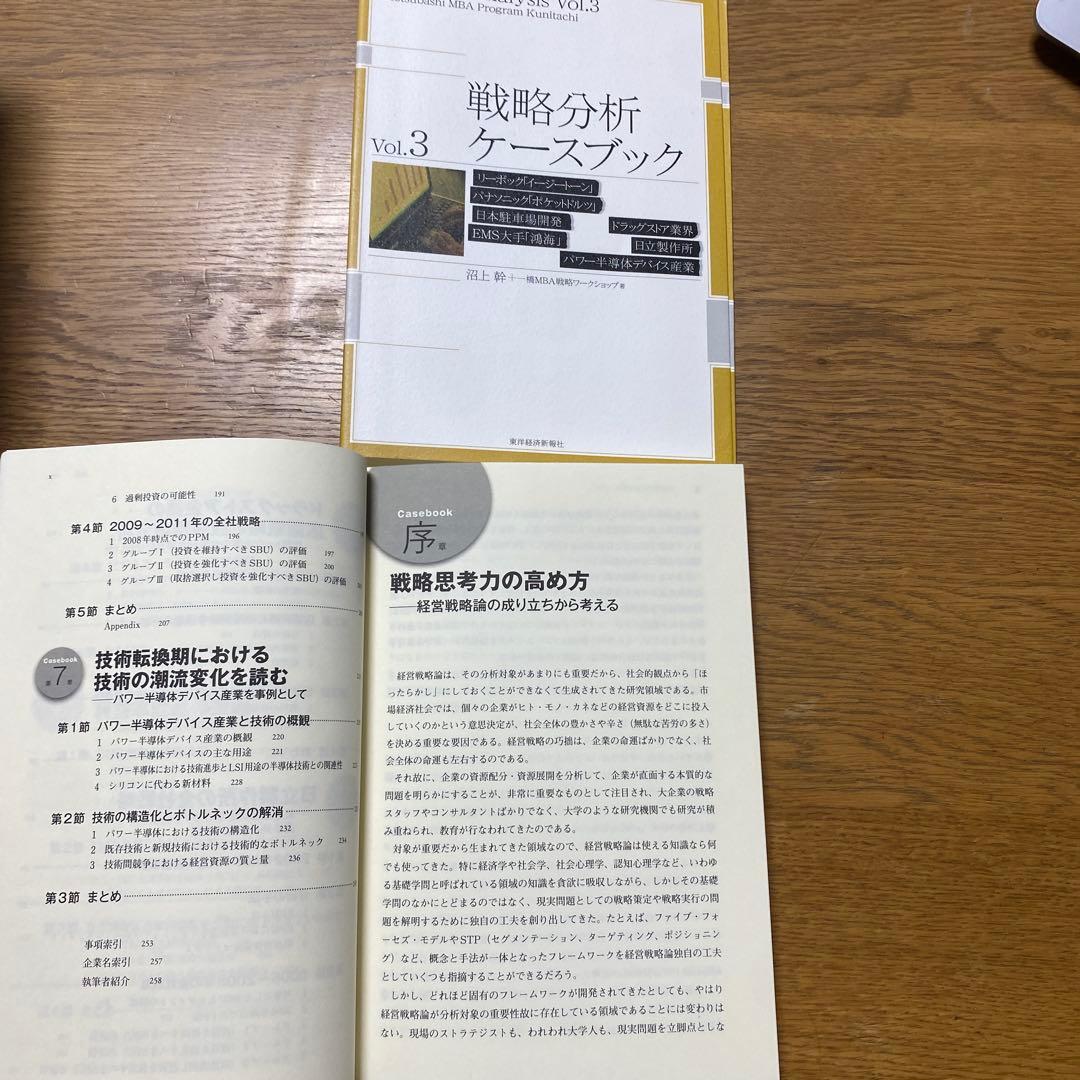 Vol.3
Hitotsubashi MBA Program Kunitachi
戦略分析
ケースブック
Vol.3
リーボック「イージートーン」
パナソニック「ポケットドルツ」
日本駐車場開発
EMS大手「鴻海」
ドラッグストア業界
日立製作所
パワー半導体デバイス産業
沼上 幹+一橋MBA戦略ワークショップ 著
東洋経済新報社
x
6 過剰投資の可能性 191
第4節 2009〜2011年の全社戦略
1 2008年時点でのPPM 196
2 グループⅠ(投資を維持すべきSBU)の評価 197
3 グループⅡ(投資を強化すべきSBU)の評価 200
4 グループⅢ(取捨選択し投資を強化すべきSBU)の評価
第5節 まとめ
Appendix 207
Casebook
第7章
技術転換期における
技術の潮流変化を読む
——パワー半導体デバイス産業を事例として
第1節 パワー半導体デバイス産業と技術の概観
1 パワー半導体デバイス産業の概観 220
2 パワー半導体デバイスの主な用途 221
3 パワー半導体における技術進歩とLSI用途の半導体技術との関連性
4 シリコンに代わる新材料 228
第2節 技術の構造化とボトルネックの解消
1 パワー半導体における技術の構造化 232
2 既存技術と新規技術における技術的なボトルネック 234
3 技術間競争における経営資源の質と量 236
第3節 まとめ
事項索引 253
企業名索引 257
執筆者紹介 258
Casebook
序章
戦略思考力の高め方
——経営戦略論の成り立ちから考える
経営戦略論は、その分析対象があまりにも重要だから、社会的観点から「ほ
ったらかし」にしておくことができなくて生成されてきた研究領域である。市
場経済社会では、個々の企業がヒト・モノ・カネなどの経営資源をどこに投入
していくのかという意思決定が、社会全体の豊かさや辛さ(無駄な苦労の多さ)
を決める重要な要因である。経営戦略の巧拙は、企業の命運ばかりでなく、社
会全体の命運も左右するのである。
それ故に、企業の資源配分・資源展開を分析して、企業が直面する本質的な
問題を明らかにすることが、非常に重要なものとして注目され、大企業の戦略
スタッフやコンサルタントばかりでなく、大学のような研究機関でも研究が積
み重ねられ、教育が行なわれてきたのである。
対象が重要だから生まれてきた領域なので、経営戦略論は使える知識なら何
でも使ってきた。特に経済学や社会学、社会心理学、認知心理学など、いわゆ
る基礎学問と呼ばれている領域の知識を貪欲に吸収しながら、しかしその基礎
学問のなかにとどまるのではなく、現実問題としての戦略策定や戦略実行の問
題を解明するために独自の工夫を創り出してきた。たとえば、ファイブ・フォ
ーセズ・モデルやSTP(セグメンテーション、ターゲティング、ポジショニン
グ)など、概念と手法が一体となったフレームワークを経営戦略論独自の工夫
としていくつも指摘することができるだろう。
しかし、どれほど固有のフレームワークが開発されてきたとしても、やはり
経営戦略論が分析対象の重要性故に存在している領域であることには変わりは
ない。現場のストラテジストも、われわれ大学人も、現実問題を立脚点としな